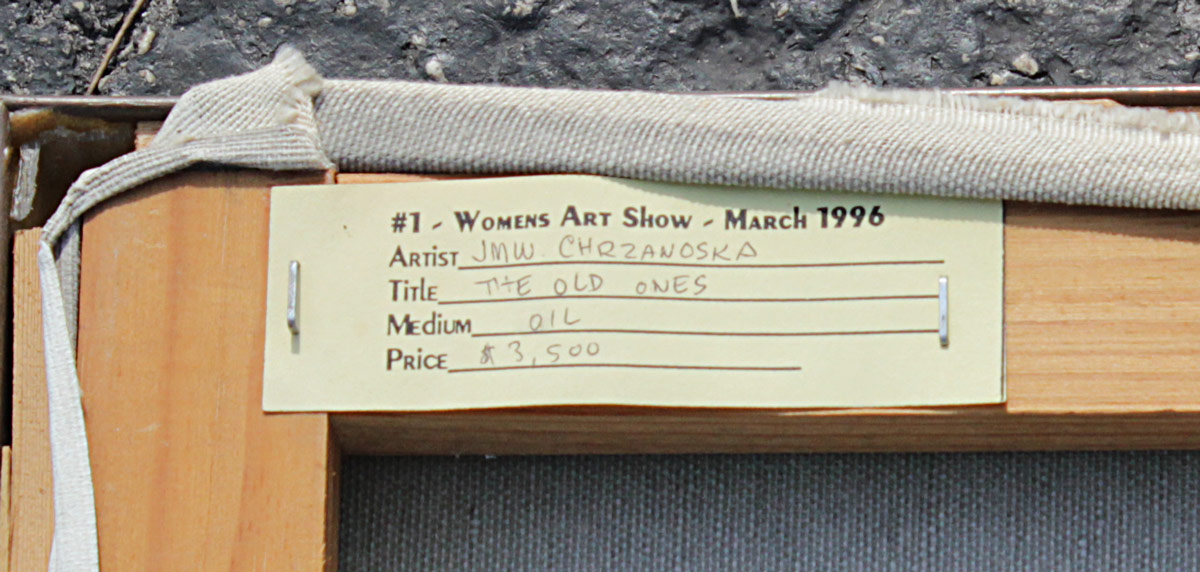 #1 - Womens Art Show - March 1996
Artist JMW. CHRZANOSKA
Title THE OLD ONES
Medium OIL
Price $3,500